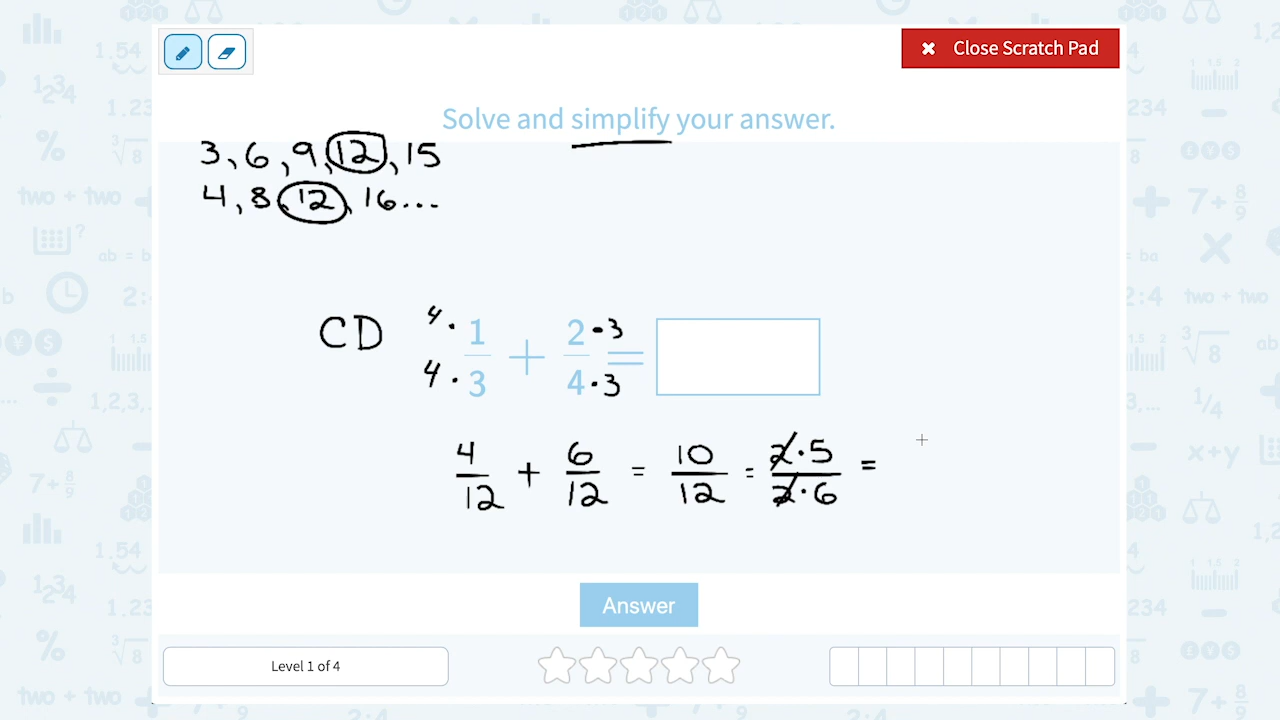 Close Scratch Pad
Solve and simplify your answer.
3, 6, 9, 12, 15
4, 8, 12, 16...
CD 4 · 1/3 + 2/4 · 3 =
4 · · 3
4/12 + 6/12 = 10/12 = 2·5/2·6 =
Answer
Level 1 of 4